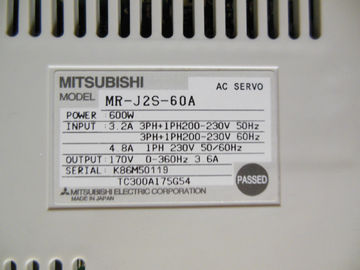 MITSUBISHI AC SERVO
MODEL MR-J2S-60A
POWER :600W
INPUT :3.2A 3PH+1PH200-230V 50Hz
3PH+1PH200-230V 60Hz
4.8A 1PH 230V 50/60Hz
OUTPUT:170V 0-360Hz 3.6A
SERIAL: K86M50119
TC300A175G54
PASSED
MITSUBISHI ELECTRIC CORPORATION
MADE IN JAPAN